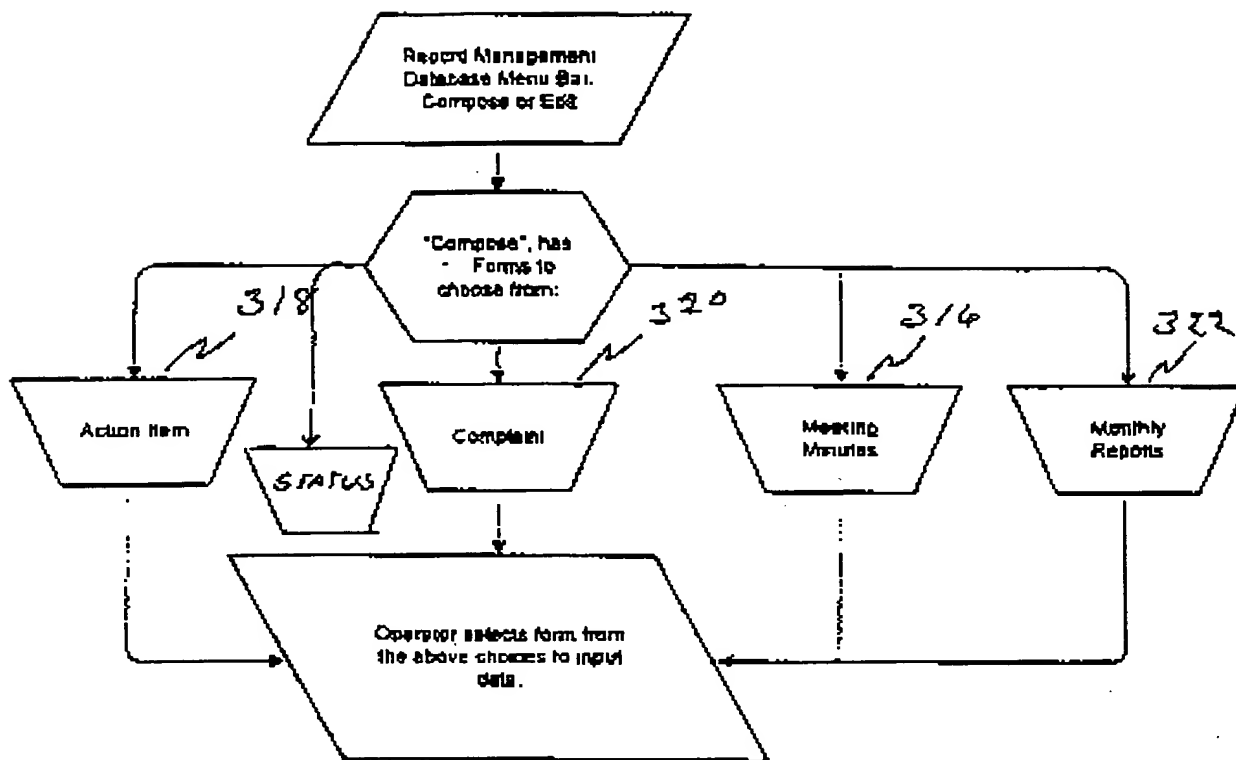 Record Management
Database Menu Bar.
Compose or Edit
"Compose", has
- Forms to
choose from:
318
320
314
322
Action Item
STATUS
Complaint
Meeting
Minutes
Monthly
Reports
Operator selects form from
the above choices to input
data.